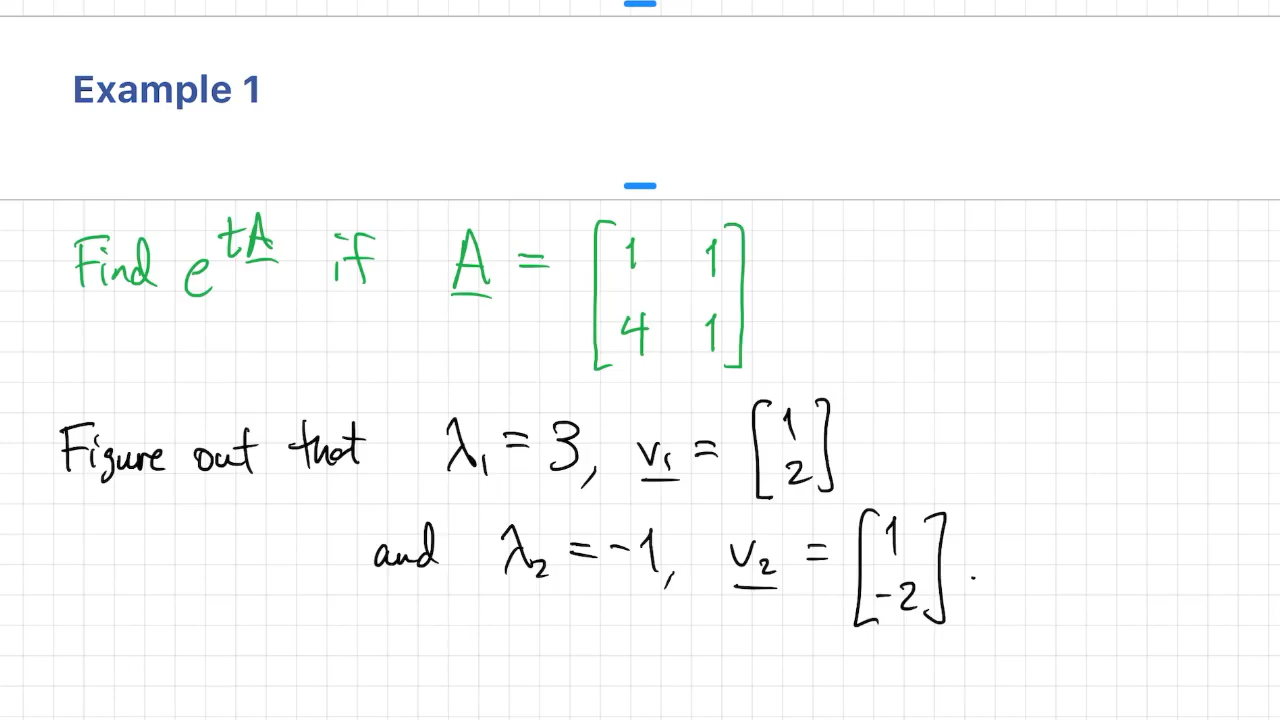 Example 1
Find e^{tA} if A = [1 1
4 1]
Figure out that λ₁ = 3, v₁ = [1
2]
and λ₂ = -1, v₂ = [1
-2].